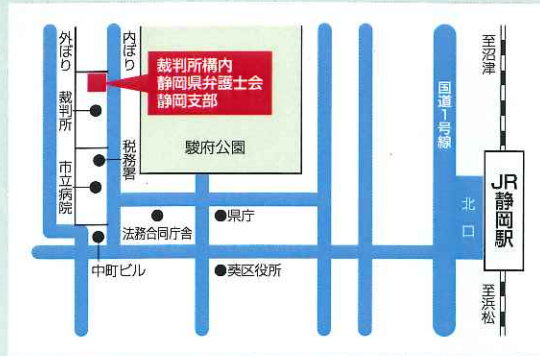 外ぼり
内ぼり
裁判所構内
静岡県弁護士会
静岡支部
裁判所
駿府公園
税務署
市立病院
法務合同庁舎
県庁
中町ビル
葵区役所
国道1号線
至沼津
JR静岡駅
北口
至浜松